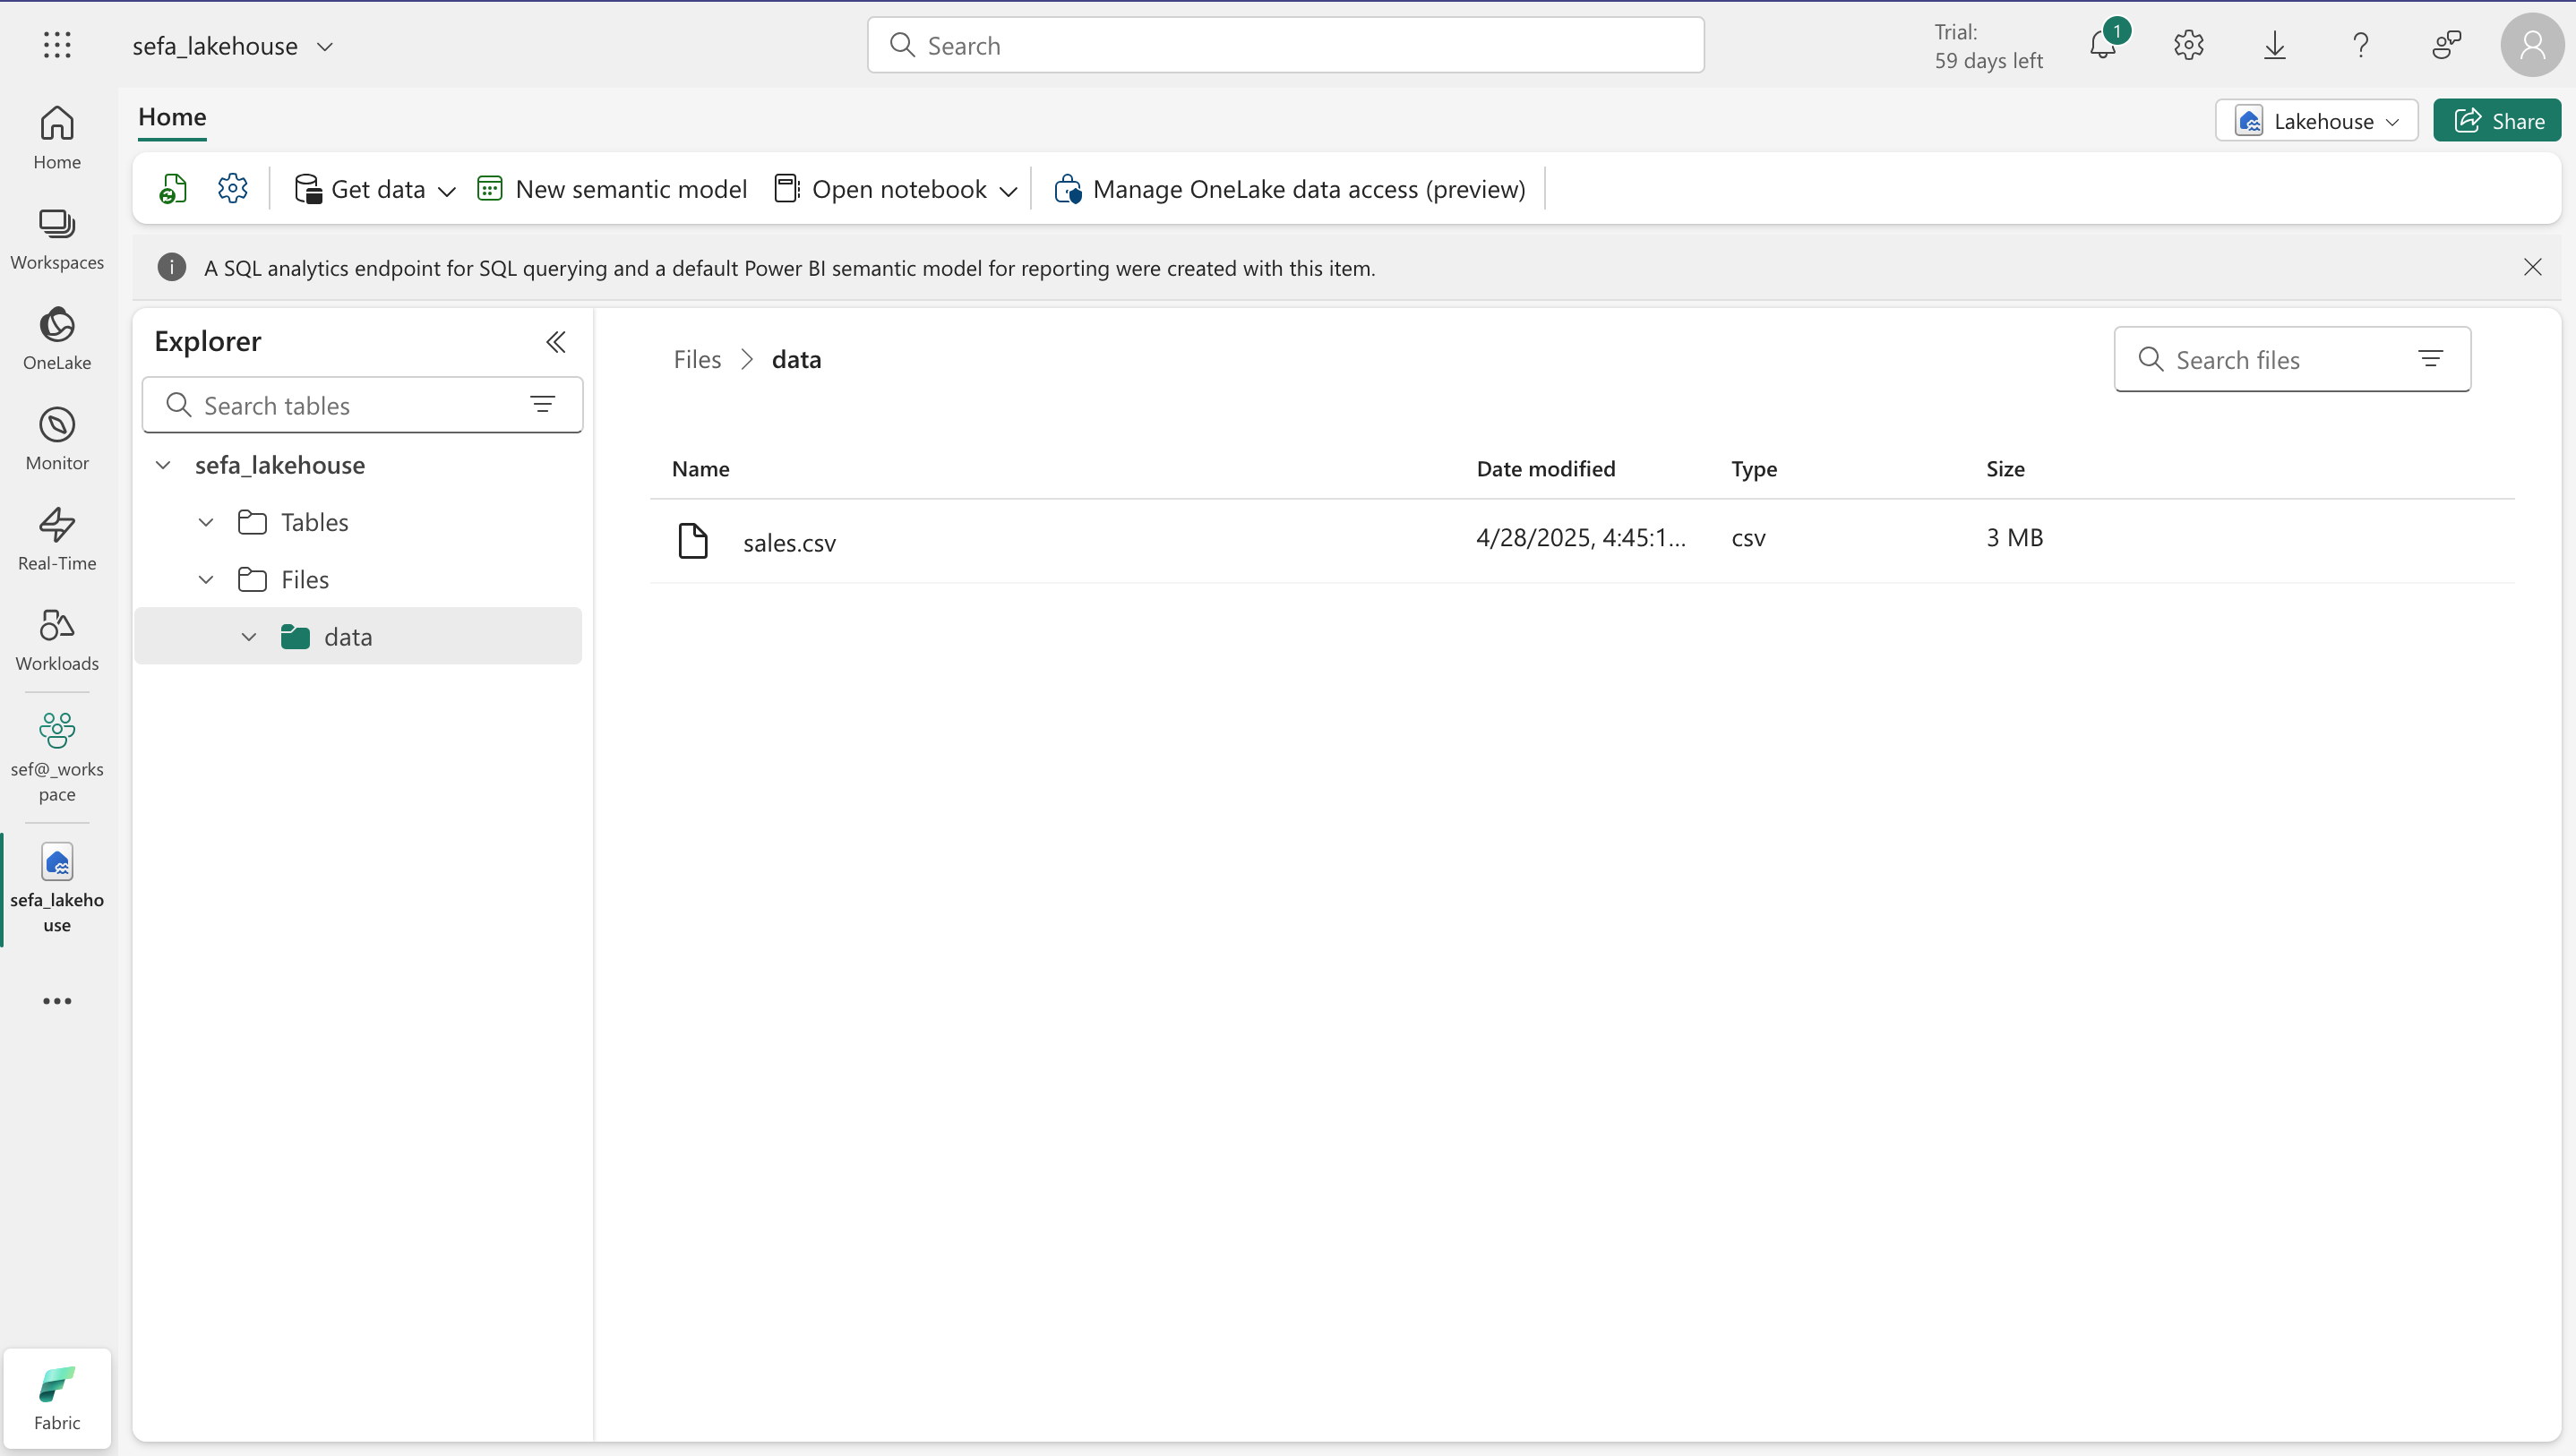 sefa_lakehouse
Search
Trial:
59 days left
1
Home
Lakehouse
Share
Get data
New semantic model
Open notebook
Manage OneLake data access (preview)
A SQL analytics endpoint for SQL querying and a default Power BI semantic model for reporting were created with this item.
Home
Workspaces
OneLake
Monitor
Real-Time
Workloads
sef@_works
pace
sefa_lakeho
use
Fabric
Explorer
Search tables
sefa_lakehouse
Tables
Files
data
Files
data
Search files
Name
Date modified
Type
Size
sales.csv
4/28/2025, 4:45:1...
csv
3 MB